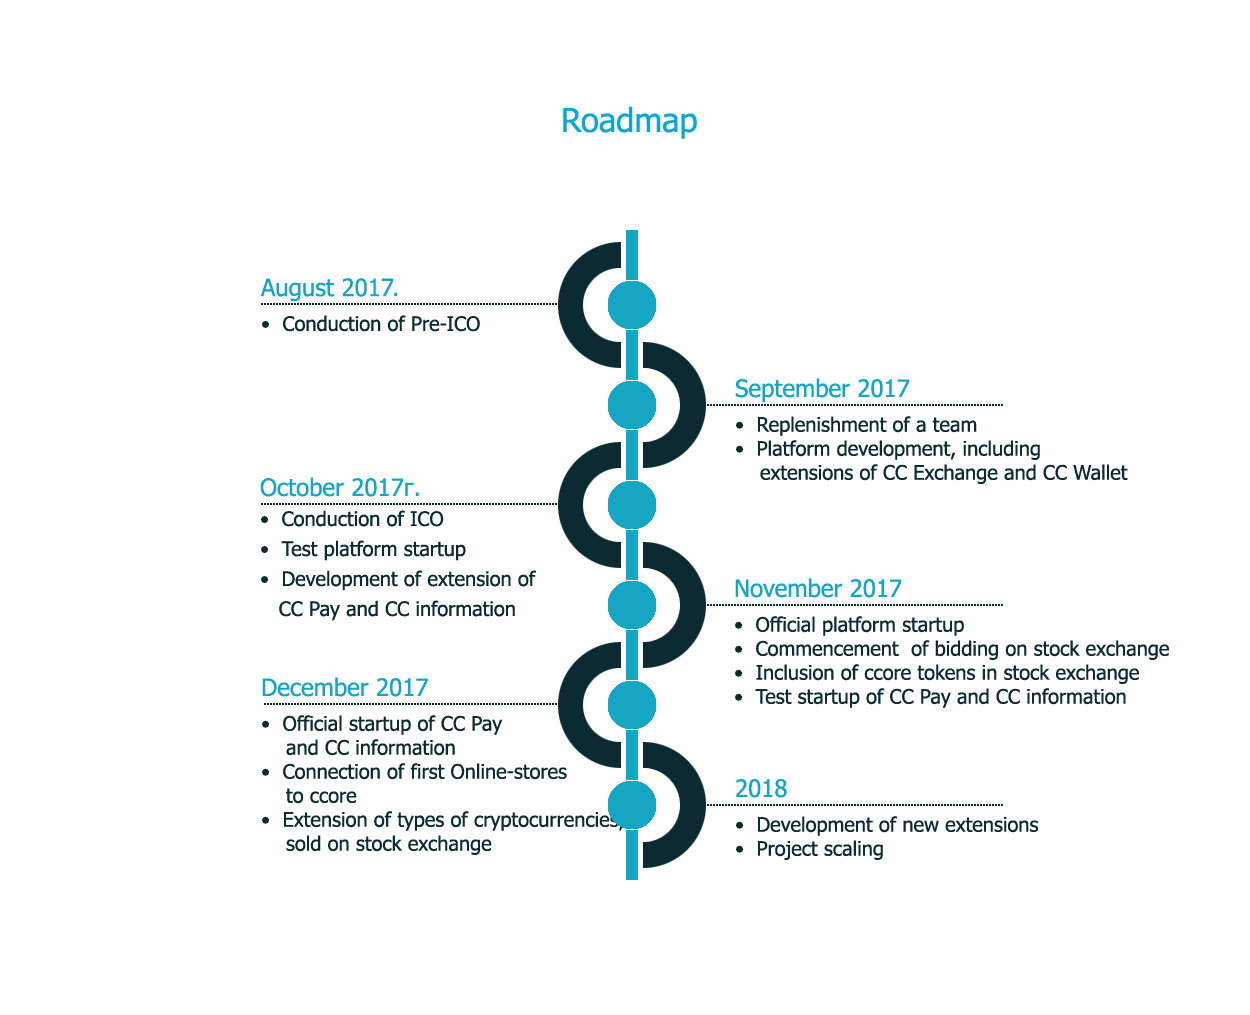 Roadmap
August 2017.
• Conduction of Pre-ICO
September 2017
• Replenishment of a team
• Platform development, including
extensions of CC Exchange and CC Wallet
October 2017г.
• Conduction of ICO
• Test platform startup
• Development of extension of
CC Pay and CC information
November 2017
• Official platform startup
• Commencement  of bidding on stock exchange
• Inclusion of ccore tokens in stock exchange
• Test startup of CC Pay and CC information
December 2017
• Official startup of CC Pay
and CC information
• Connection of first Online-stores
to ccore
• Extension of types of cryptocurrencies,
sold on stock exchange
2018
• Development of new extensions
• Project scaling